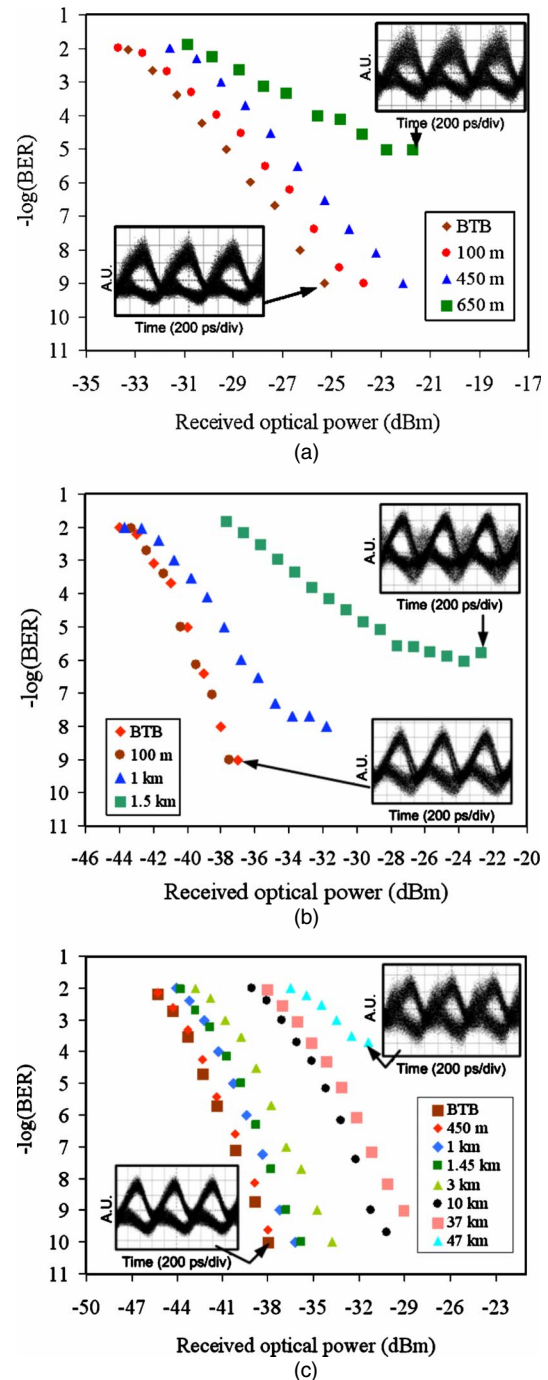 1
2
3
4
5
6
7
8
9
10
11
-log(BER)
A.U.
Time (200 ps/div)
A.U.
Time (200 ps/div)
BTB
100 m
450 m
650 m
-35 -33 -31 -29 -27 -25 -23 -21 -19 -17
Received optical power (dBm)
(a)
1
2
3
4
5
6
7
8
9
10
11
-log(BER)
A.U.
Time (200 ps/div)
BTB
100 m
1 km
1.5 km
A.U.
Time (200 ps/div)
-46 -44 -42 -40 -38 -36 -34 -32 -30 -28 -26 -24 -22 -20
Received optical power (dBm)
(b)
1
2
3
4
5
6
7
8
9
10
11
-log(BER)
A.U.
Time (200 ps/div)
BTB
450 m
1 km
1.45 km
3 km
10 km
37 km
47 km
A.U.
Time (200 ps/div)
-50 -47 -44 -41 -38 -35 -32 -29 -26 -23
Received optical power (dBm)
(c)